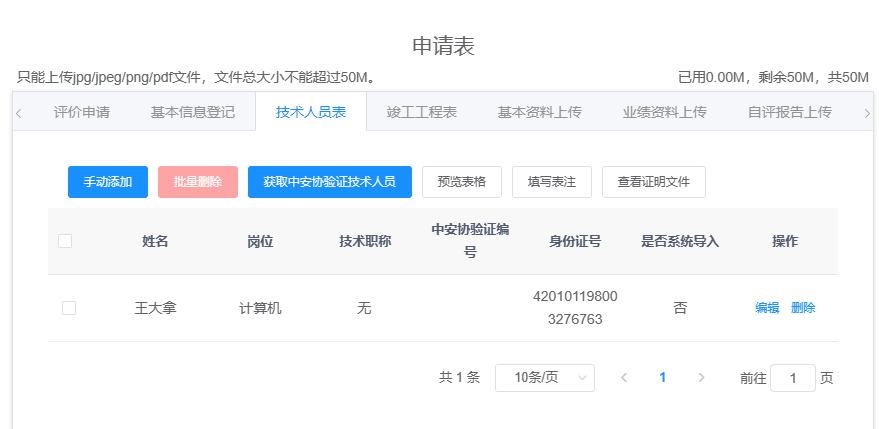 申请表
只能上传jpg/jpeg/png/pdf文件，文件总大小不能超过50M。 已用0.00M，剩余50M，共50M
评价申请 基本信息登记 技术人员表 竣工工程表 基本资料上传 业绩资料上传 自评报告上传
手动添加 批量删除 获取中安协验证技术人员 预览表格 填写表注 查看证明文件
姓名 岗位 技术职称 中安协验证编号 身份证号 是否系统导入 操作
王大拿 计算机 无 420101198003276763 否 编辑 删除
共 1 条 10条/页 1 前往 1 页